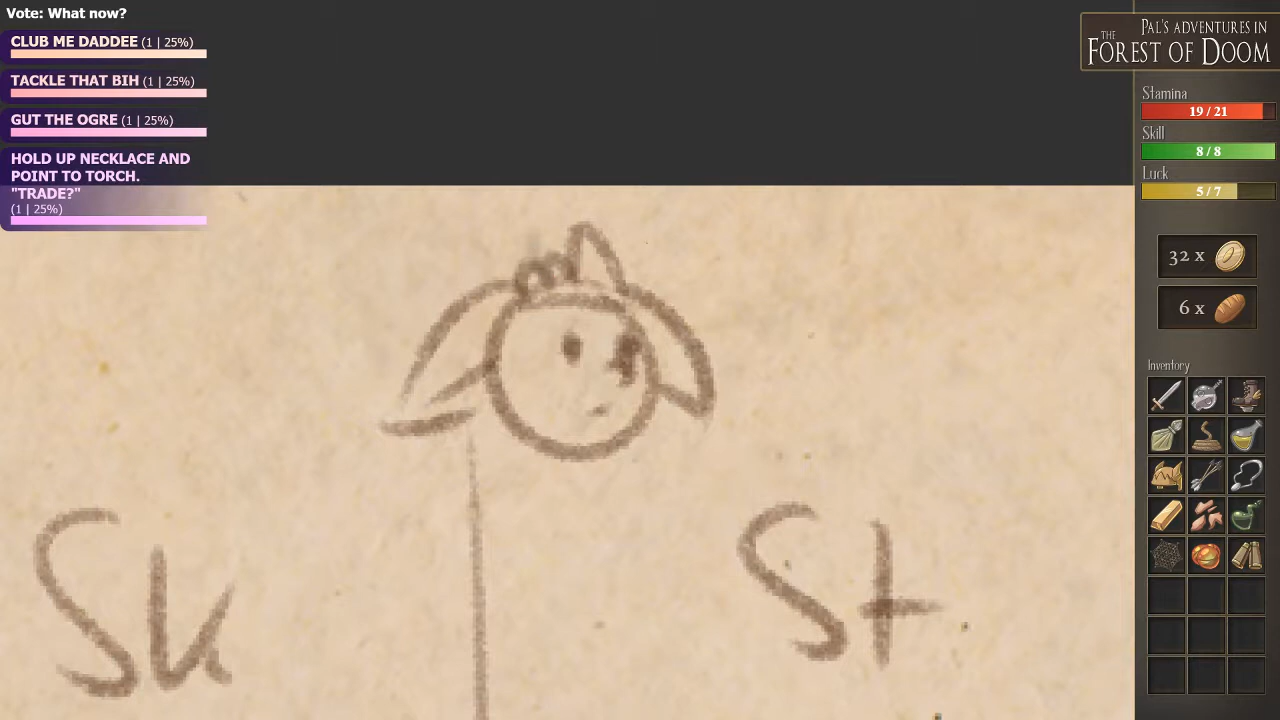 Vote: What now?
CLUB ME DADDEE (1 | 25%)
TACKLE THAT BIH (1 | 25%)
GUT THE OGRE (1 | 25%)
HOLD UP NECKLACE AND
POINT TO TORCH.
"TRADE?"
(1 | 25%)
PAL'S ADVENTURES IN
THE FOREST OF DOOM
Stamina
19 / 21
Skill
8 / 8
Luck
5 / 7
32 x
6 x
Inventory
Sk
St